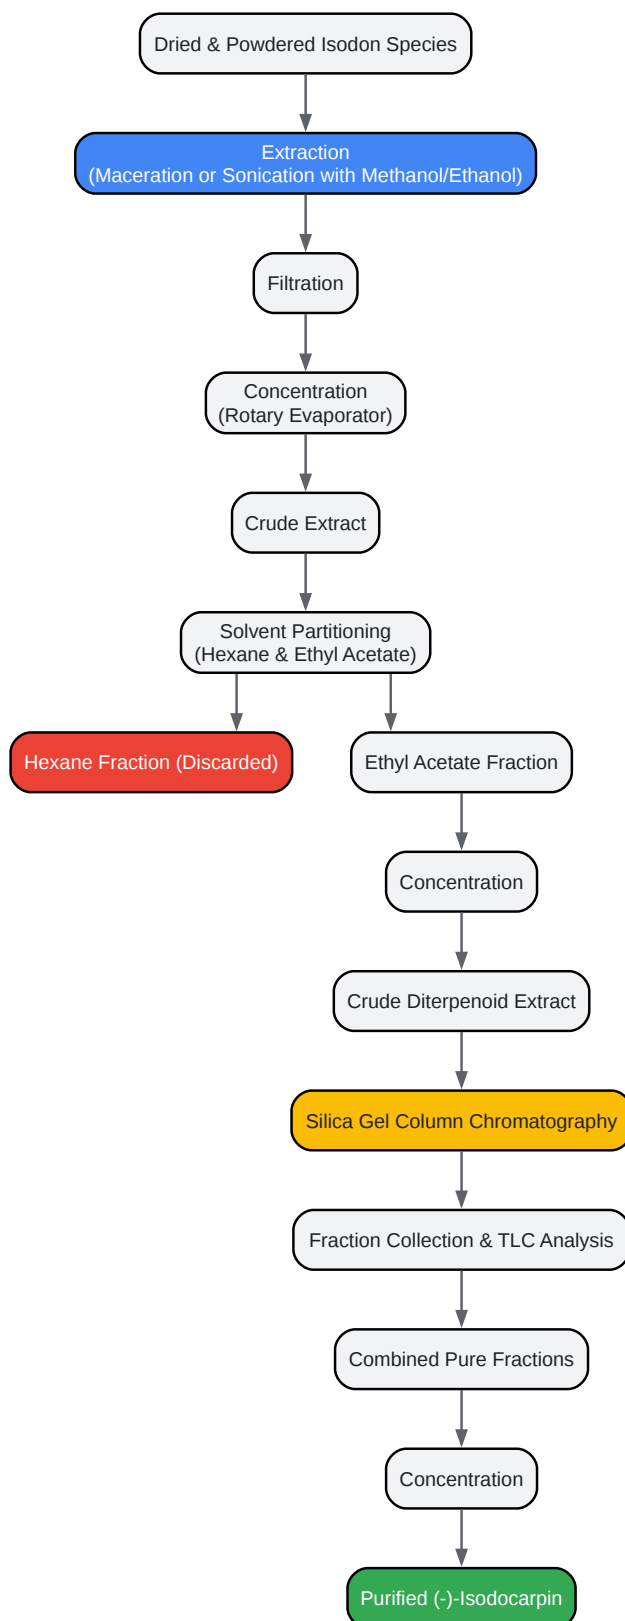 Dried & Powdered Isodon Species
Extraction
(Maceration or Sonication with Methanol/Ethanol)
Filtration
Concentration
(Rotary Evaporator)
Crude Extract
Solvent Partitioning
(Hexane & Ethyl Acetate)
Hexane Fraction (Discarded)
Ethyl Acetate Fraction
Concentration
Crude Diterpenoid Extract
Silica Gel Column Chromatography
Fraction Collection & TLC Analysis
Combined Pure Fractions
Concentration
Purified (-)-Isodocarpin